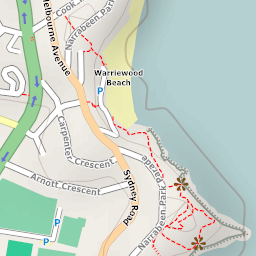 Cook
Melbourne Avenue
Narrabeen Park
Warriewood
Beach
P
Carpenter
Crescent
Arnott Crescent
Sydney Road
Narrabeen Park Parade
P
P